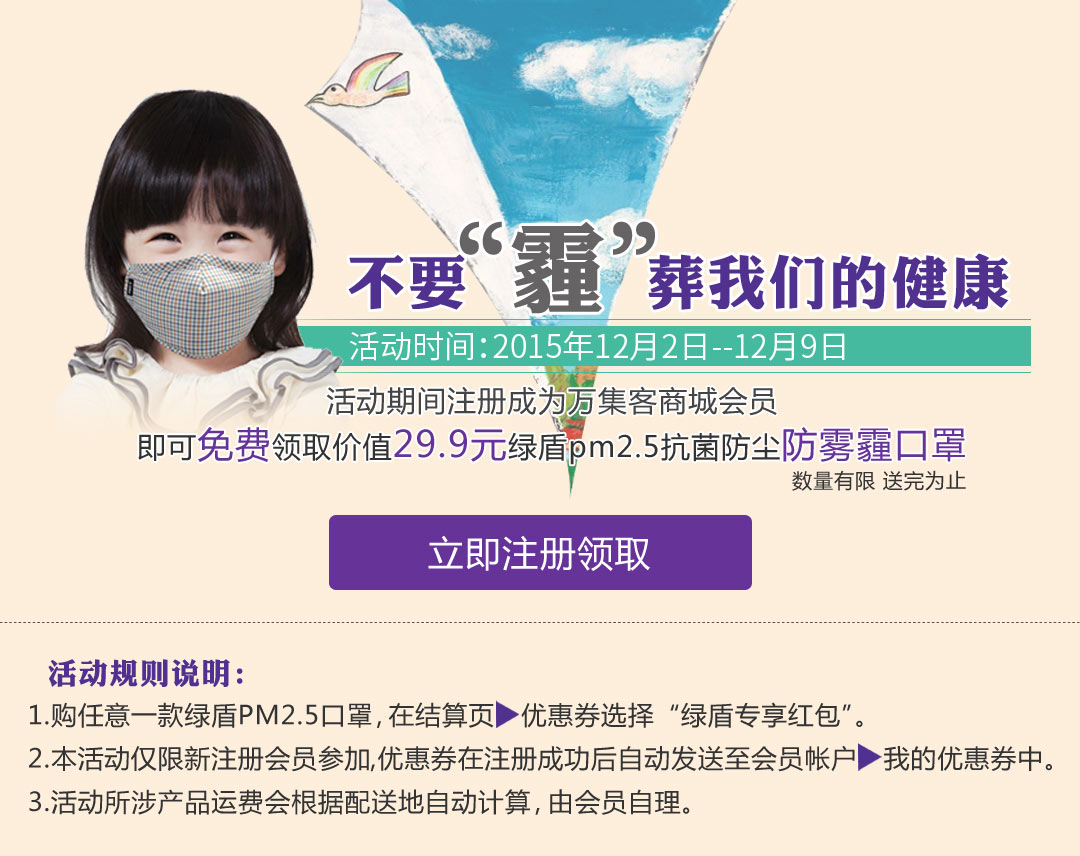 不要“霾”葬我们的健康
活动时间：2015年12月2日--12月9日
活动期间注册成为万集客商城会员
即可免费领取价值29.9元绿盾pm2.5抗菌防尘防雾霾口罩
数量有限 送完为止
立即注册领取
活动规则说明：
1.购任意一款绿盾PM2.5口罩，在结算页▶优惠券选择“绿盾专享红包”。
2.本活动仅限新注册会员参加,优惠券在注册成功后自动发送至会员帐户▶我的优惠券中。
3.活动所涉产品运费会根据配送地自动计算，由会员自理。